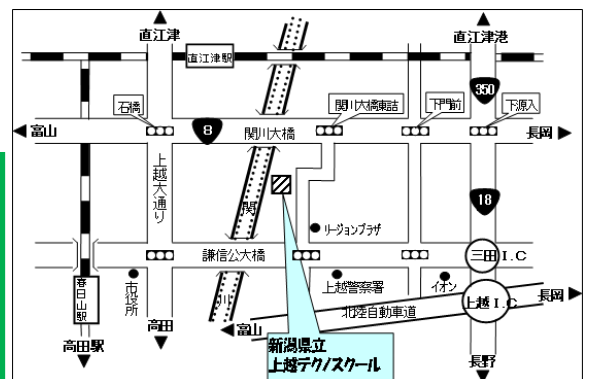 直江津
直江津港
直江津駅
350
石橋
関川大橋東詰
下門前
下源入
富山
8
関川大橋
長岡
上越大通り
関
18
リージョンプラザ
謙信公大橋
三田I.C
春日山駅
市役所
川
上越警察署
イオン
北陸自動車道
上越I.C
長岡
高田駅
高田
富山
長野
新潟県立
上越テクノスクール